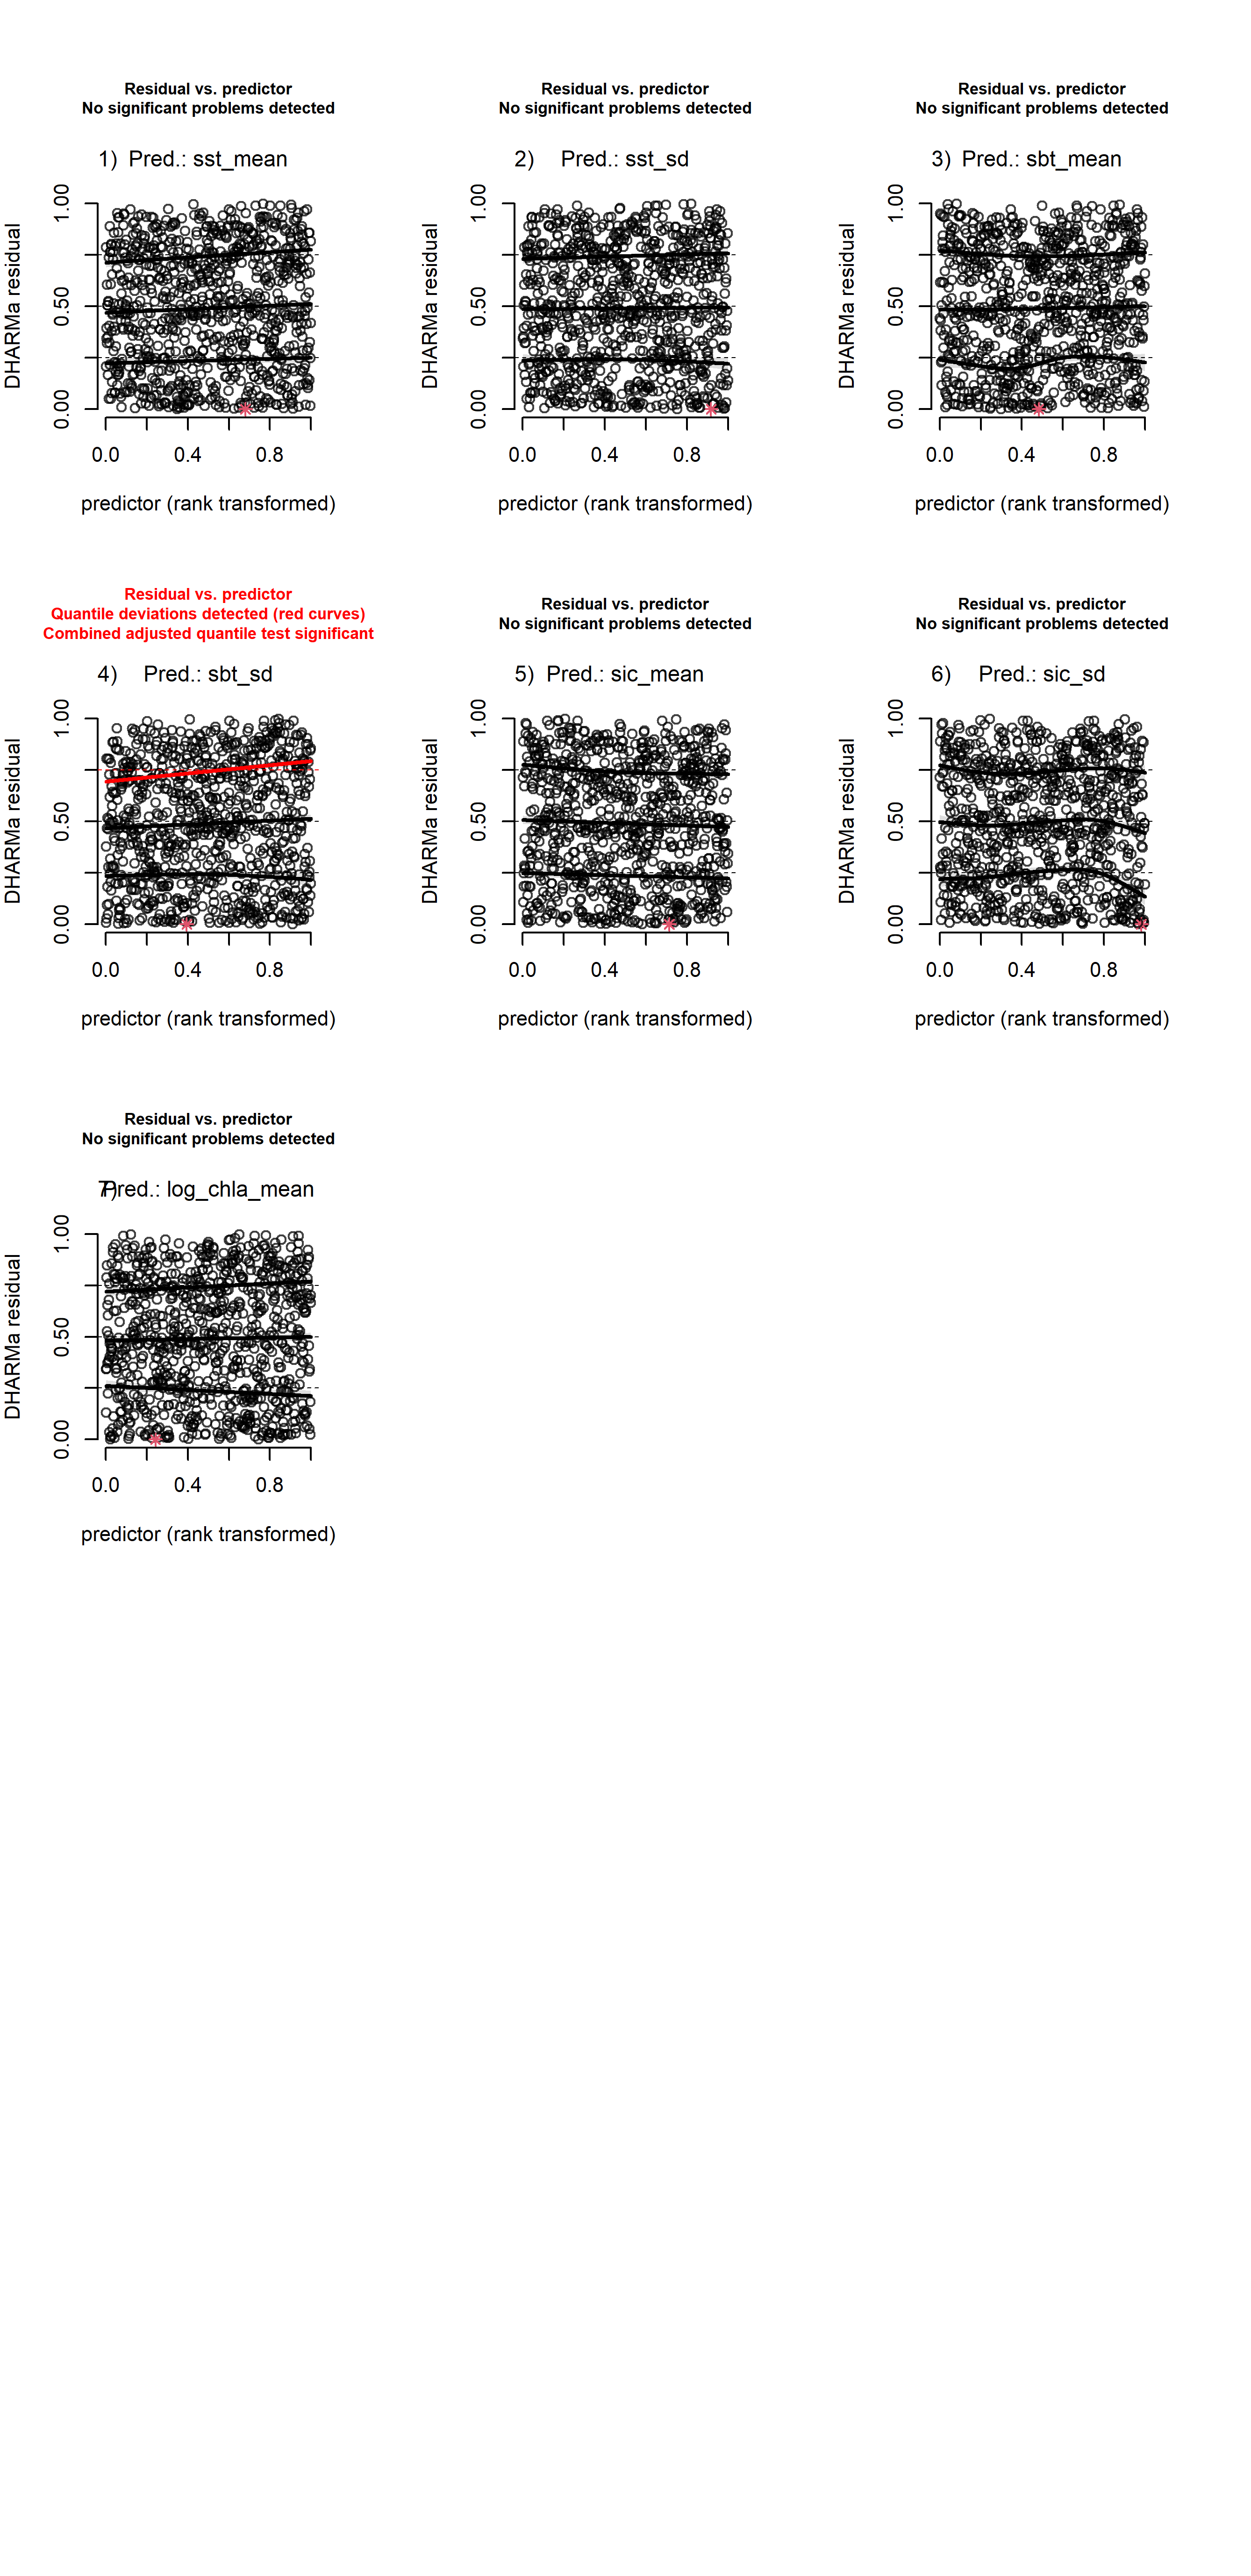 Residual vs. predictor
No significant problems detected
1) Pred.: sst_mean
DHARMa residual
1.00
0.50
0.00
0.0 0.4 0.8
predictor (rank transformed)
Residual vs. predictor
No significant problems detected
2) Pred.: sst_sd
DHARMa residual
1.00
0.50
0.00
0.0 0.4 0.8
predictor (rank transformed)
Residual vs. predictor
No significant problems detected
3) Pred.: sbt_mean
DHARMa residual
1.00
0.50
0.00
0.0 0.4 0.8
predictor (rank transformed)
Residual vs. predictor
Quantile deviations detected (red curves)
Combined adjusted quantile test significant
4) Pred.: sbt_sd
DHARMa residual
1.00
0.50
0.00
0.0 0.4 0.8
predictor (rank transformed)
Residual vs. predictor
No significant problems detected
5) Pred.: sic_mean
DHARMa residual
1.00
0.50
0.00
0.0 0.4 0.8
predictor (rank transformed)
Residual vs. predictor
No significant problems detected
6) Pred.: sic_sd
DHARMa residual
1.00
0.50
0.00
0.0 0.4 0.8
predictor (rank transformed)
Residual vs. predictor
No significant problems detected
7) Pred.: log_chla_mean
DHARMa residual
1.00
0.50
0.00
0.0 0.4 0.8
predictor (rank transformed)